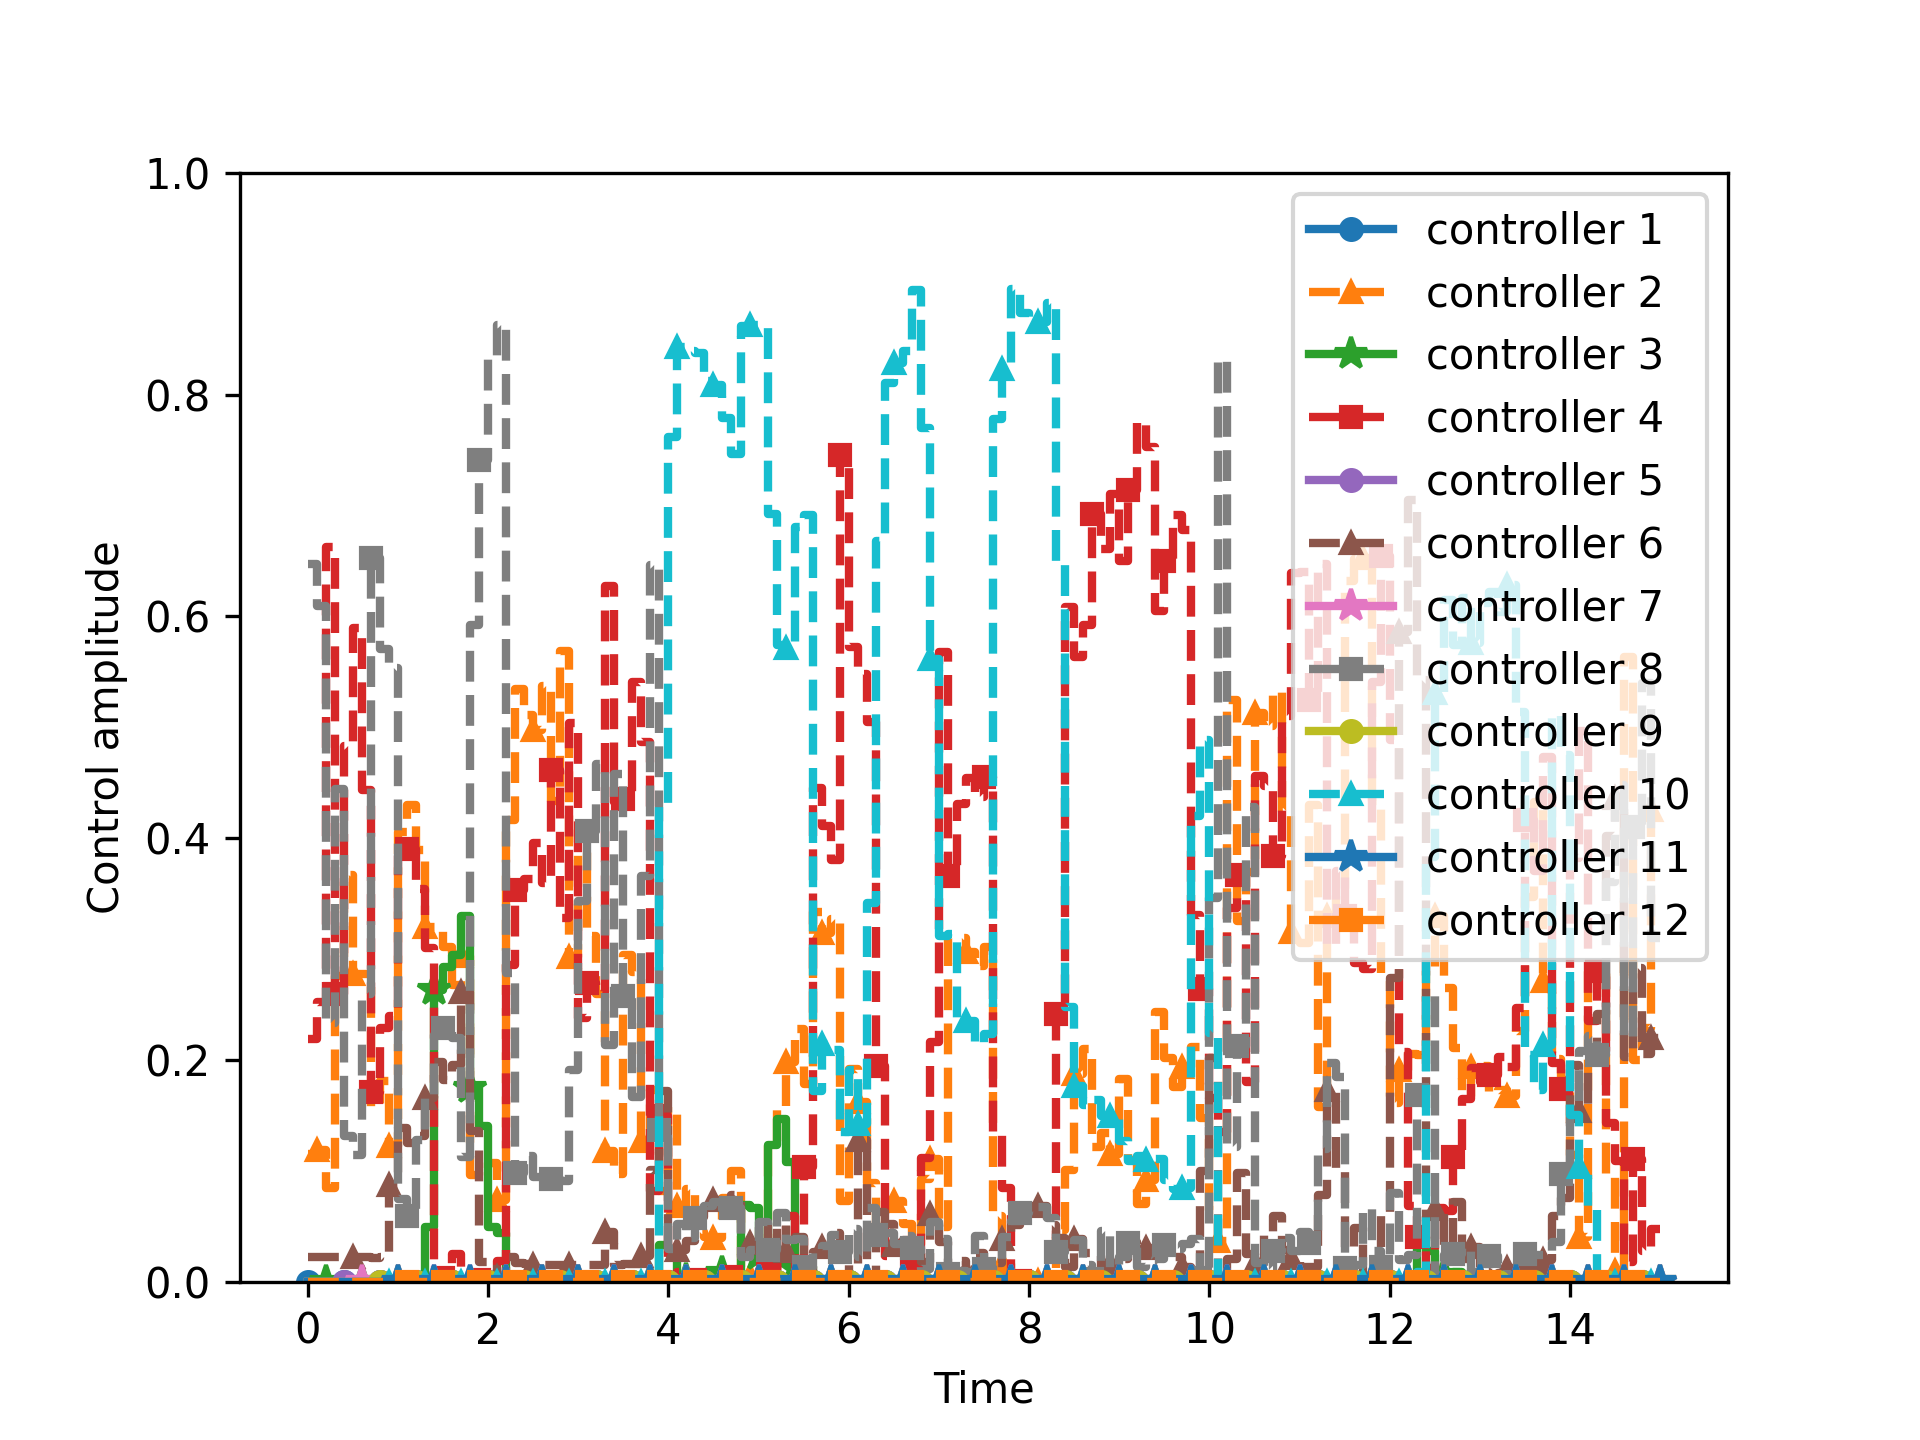 1.0
0.8
0.6
0.4
0.2
0.0
Control amplitude
0 2 4 6 8 10 12 14
Time
controller 1
controller 2
controller 3
controller 4
controller 5
controller 6
controller 7
controller 8
controller 9
controller 10
controller 11
controller 12